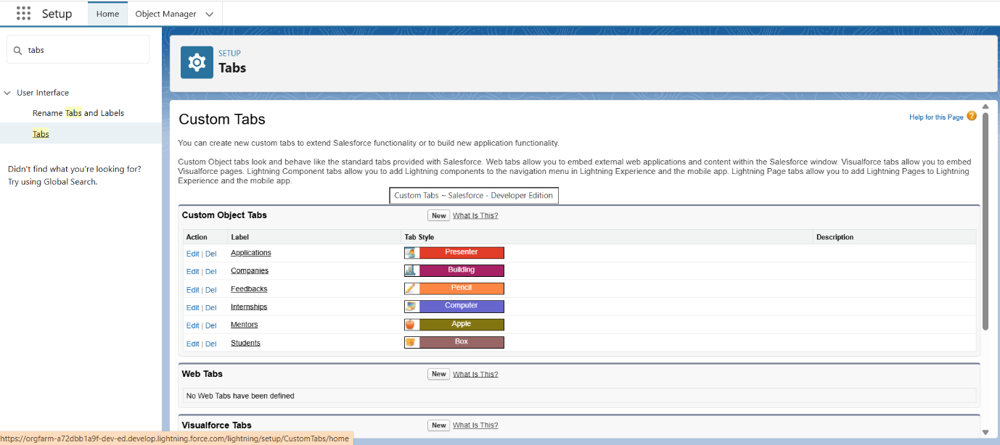 Setup
Home
Object Manager
tabs
User Interface
Rename Tabs and Labels
Tabs
Didn't find what you're looking for?
Try using Global Search.
SETUP
Tabs
Custom Tabs
Help for this Page ?
You can create new custom tabs to extend Salesforce functionality or to build new application functionality.
Custom Object tabs look and behave like the standard tabs provided with Salesforce. Web tabs allow you to embed external web applications and content within the Salesforce window. Visualforce tabs allow you to embed
Visualforce pages. Lightning Component tabs allow you to add Lightning components to the navigation menu in Lightning Experience and the mobile app. Lightning Page tabs allow you to add Lightning Pages to Lightning
Experience and the mobile app.
Custom Tabs ~ Salesforce - Developer Edition
Custom Object Tabs New What Is This?
Action Label Tab Style Description
Edit | Del Applications Presenter
Edit | Del Companies Building
Edit | Del Feedbacks Pencil
Edit | Del Internships Computer
Edit | Del Mentors Apple
Edit | Del Students Box
Web Tabs New What Is This?
No Web Tabs have been defined
Visualforce Tabs New What Is This?
https://orgfarm-a72dbb1a9f-dev-ed.develop.lightning.force.com/lightning/setup/CustomTabs/home